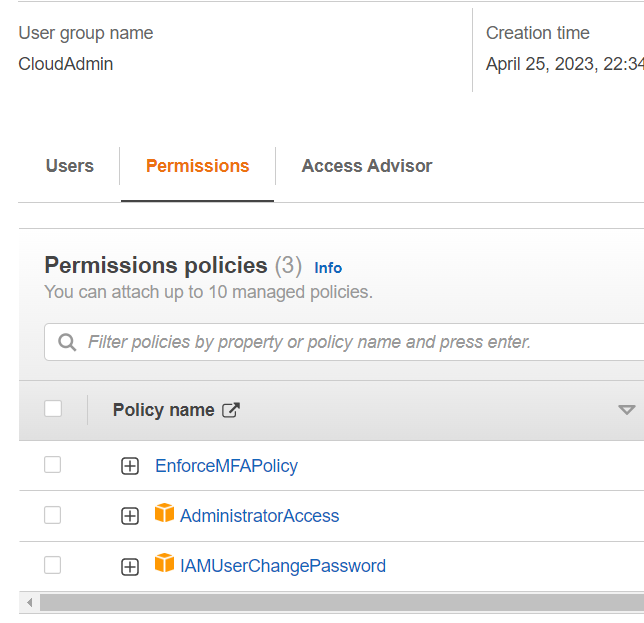 User group name
CloudAdmin
Creation time
April 25, 2023, 22:34
Users
Permissions
Access Advisor
Permissions policies (3) Info
You can attach up to 10 managed policies.
Filter policies by property or policy name and press enter.
Policy name
EnforceMFAPolicy
AdministratorAccess
IAMUserChangePassword